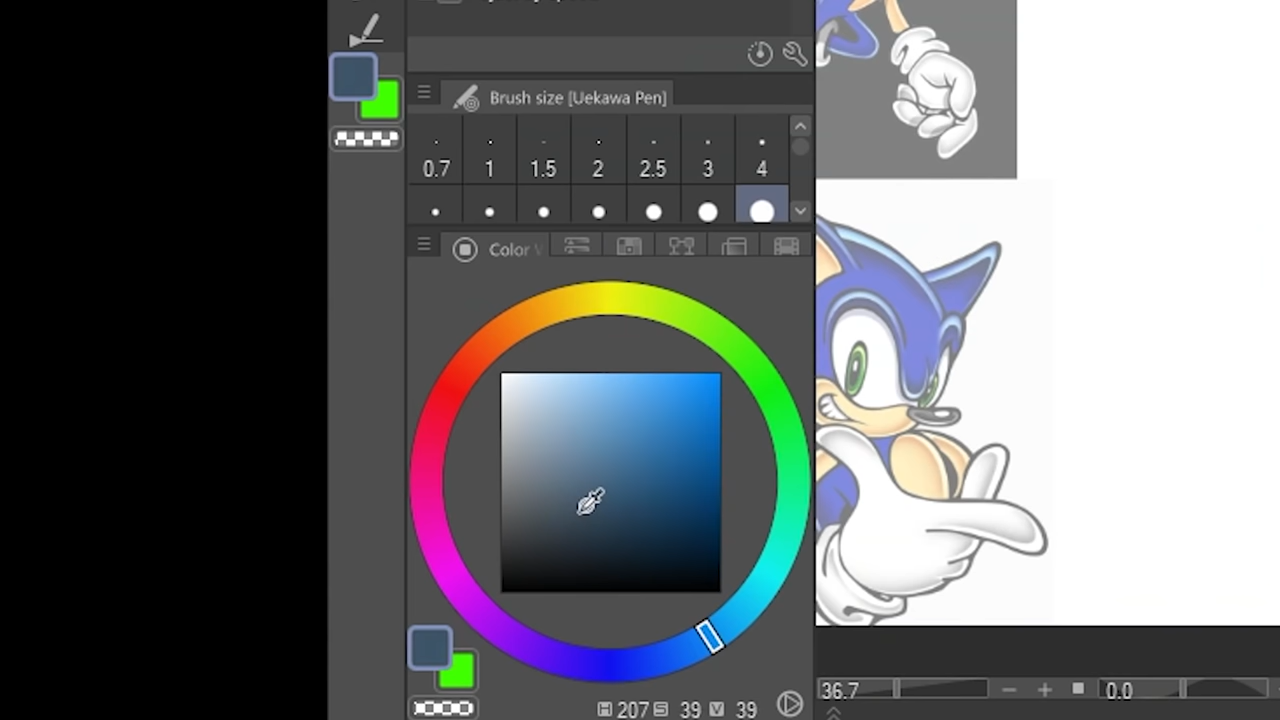 Brush size [Uekawa Pen]
0.7 1 1.5 2 2.5 3 4
Color
H 207 S 39 V 39
36.7
0.0